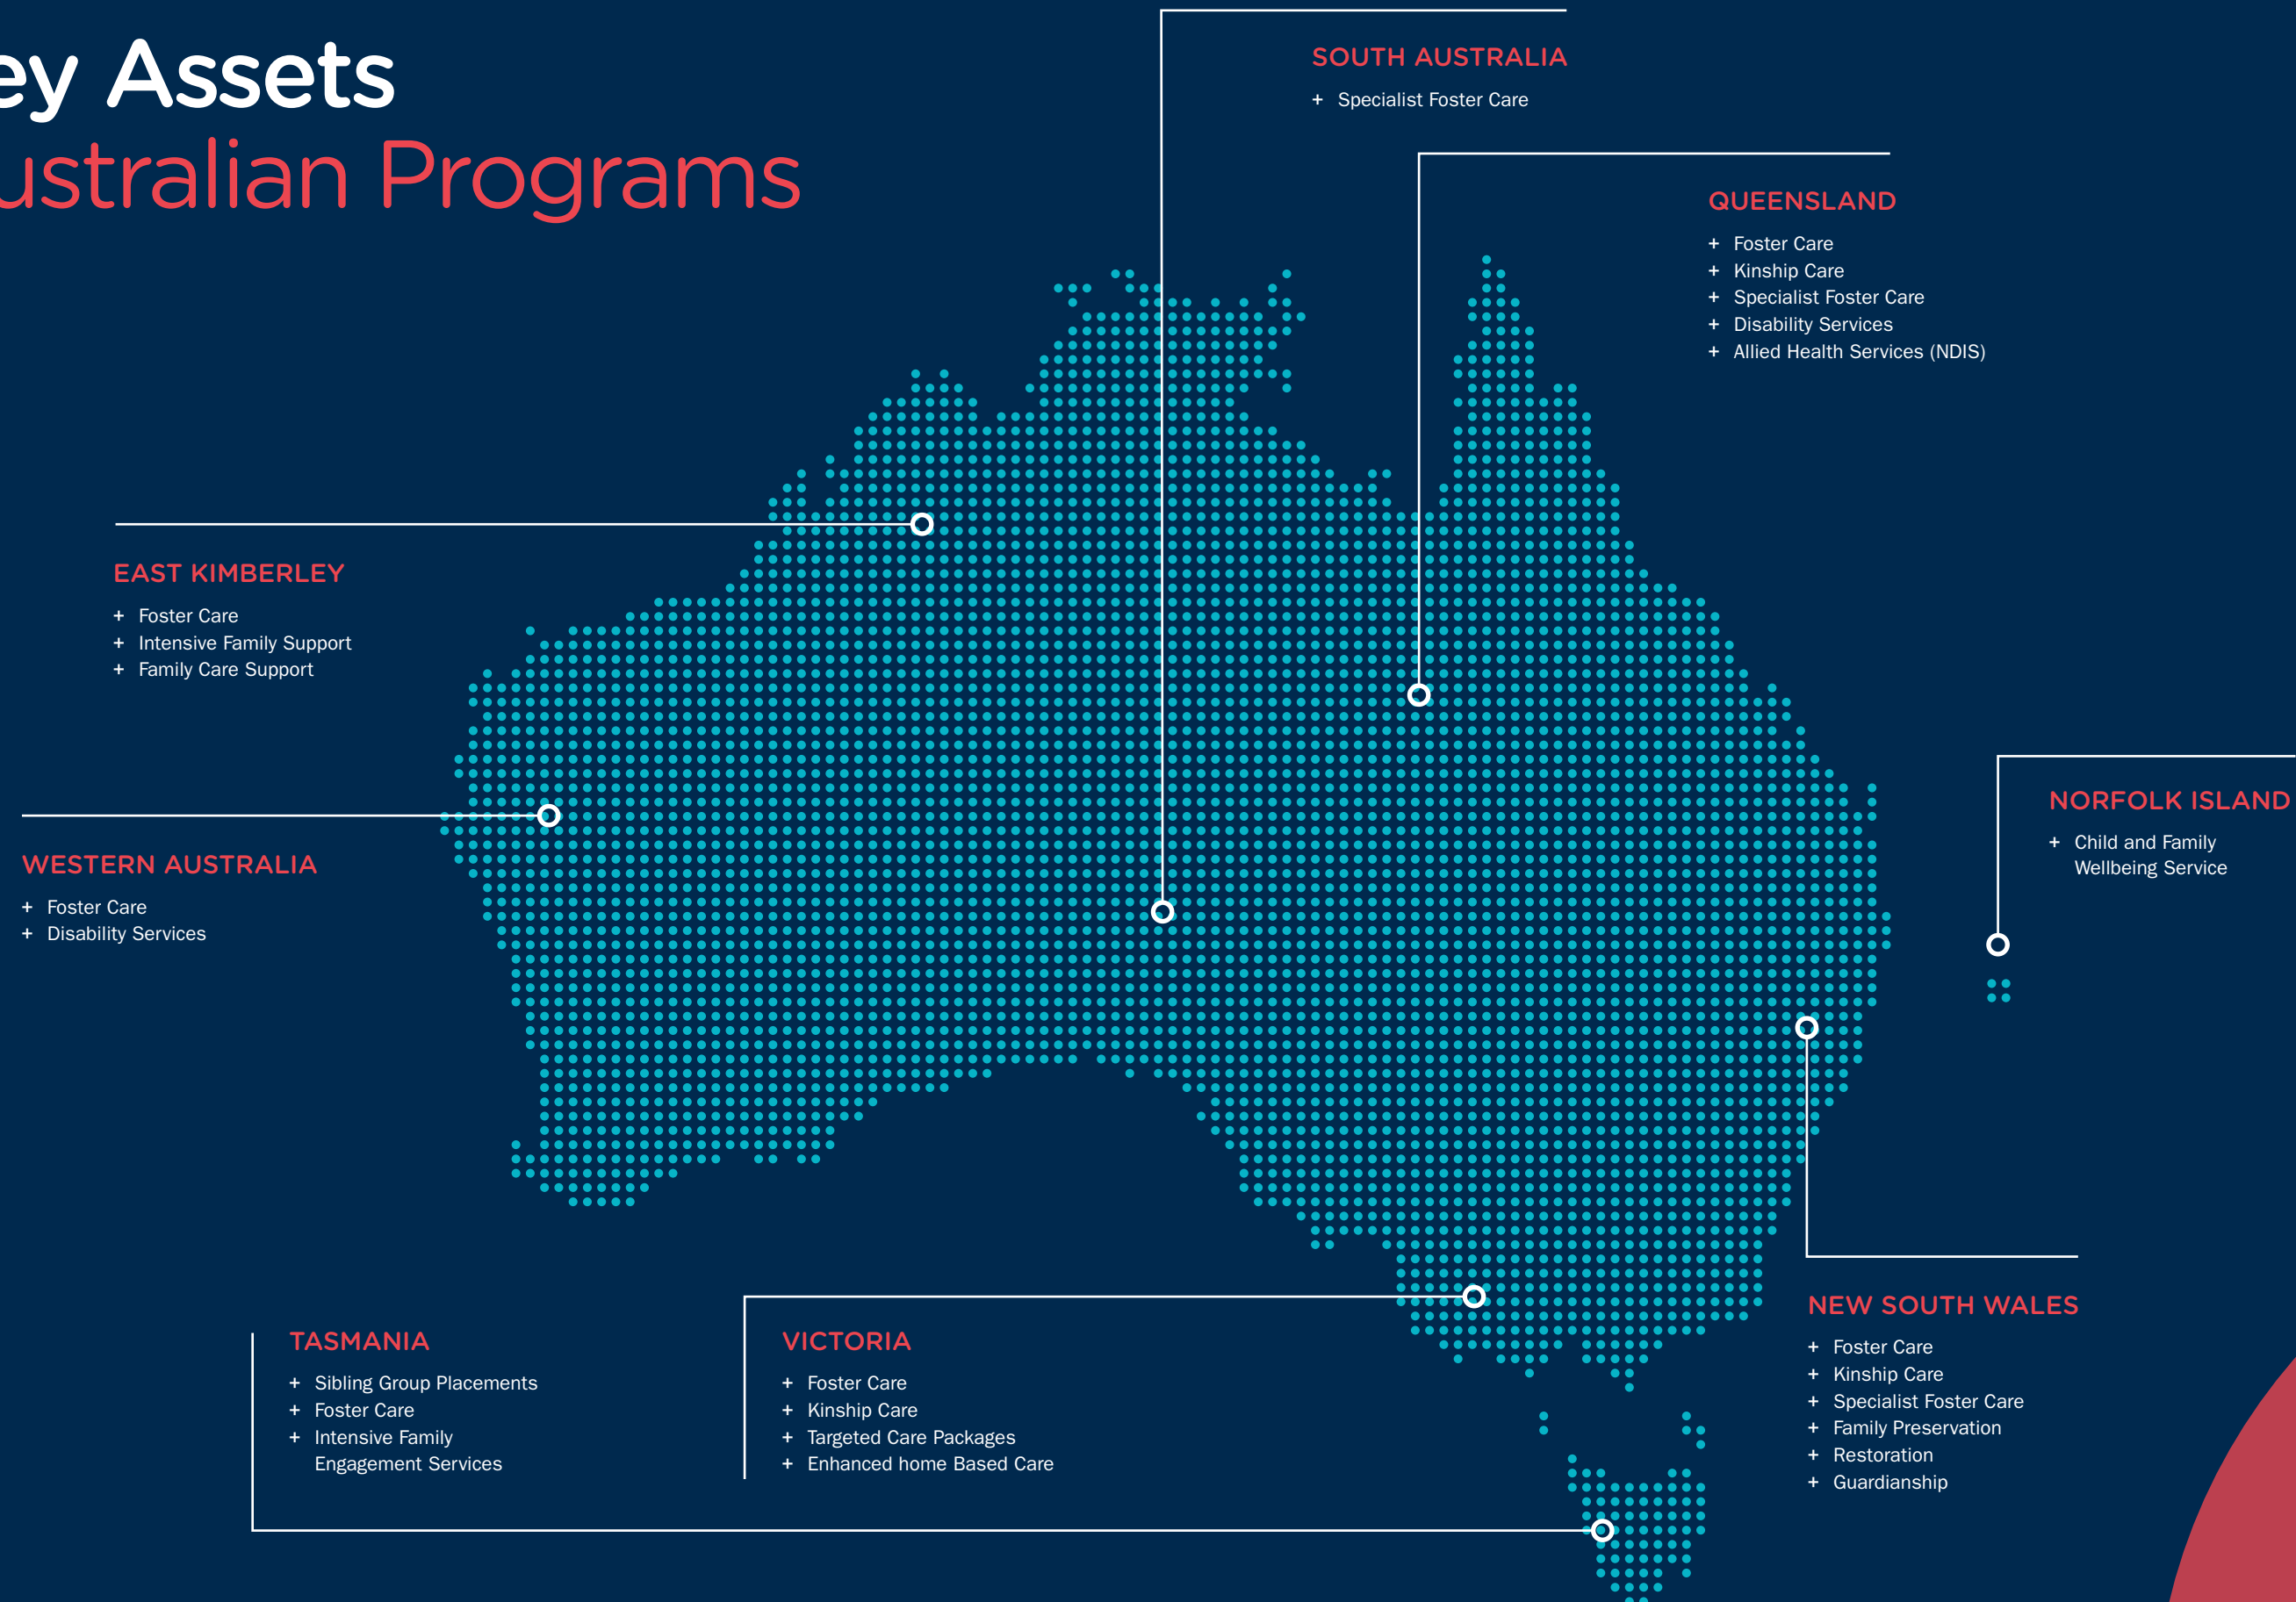 ey Assets
ustralian Programs
SOUTH AUSTRALIA
+ Specialist Foster Care
QUEENSLAND
+ Foster Care
+ Kinship Care
+ Specialist Foster Care
+ Disability Services
+ Allied Health Services (NDIS)
EAST KIMBERLEY
+ Foster Care
+ Intensive Family Support
+ Family Care Support
NORFOLK ISLAND
+ Child and Family
Wellbeing Service
WESTERN AUSTRALIA
+ Foster Care
+ Disability Services
TASMANIA
+ Sibling Group Placements
+ Foster Care
+ Intensive Family
Engagement Services
VICTORIA
+ Foster Care
+ Kinship Care
+ Targeted Care Packages
+ Enhanced home Based Care
NEW SOUTH WALES
+ Foster Care
+ Kinship Care
+ Specialist Foster Care
+ Family Preservation
+ Restoration
+ Guardianship